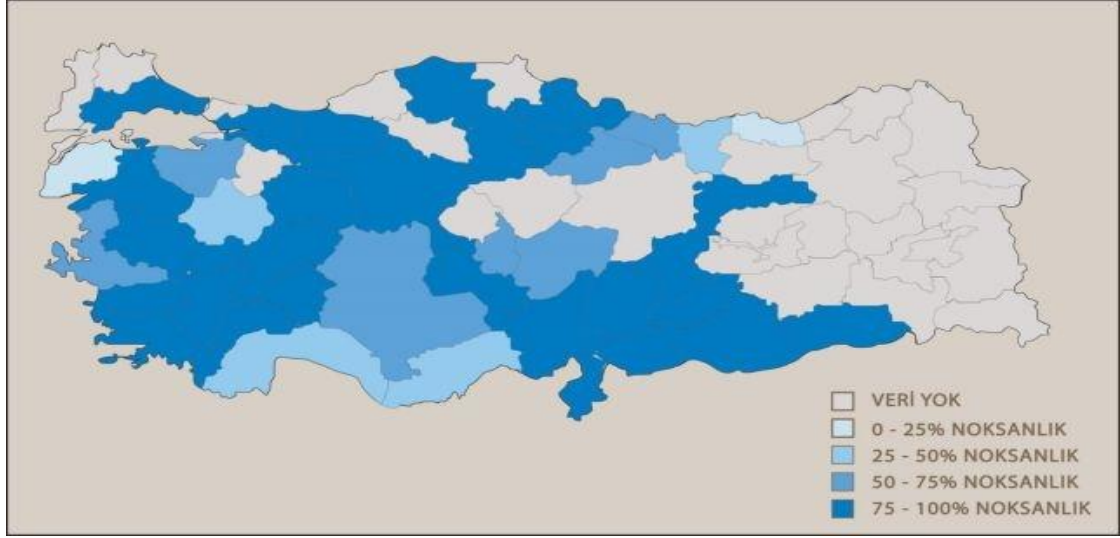 VERİ YOK
0 - 25% NOKSANLIK
25 - 50% NOKSANLIK
50 - 75% NOKSANLIK
75 - 100% NOKSANLIK